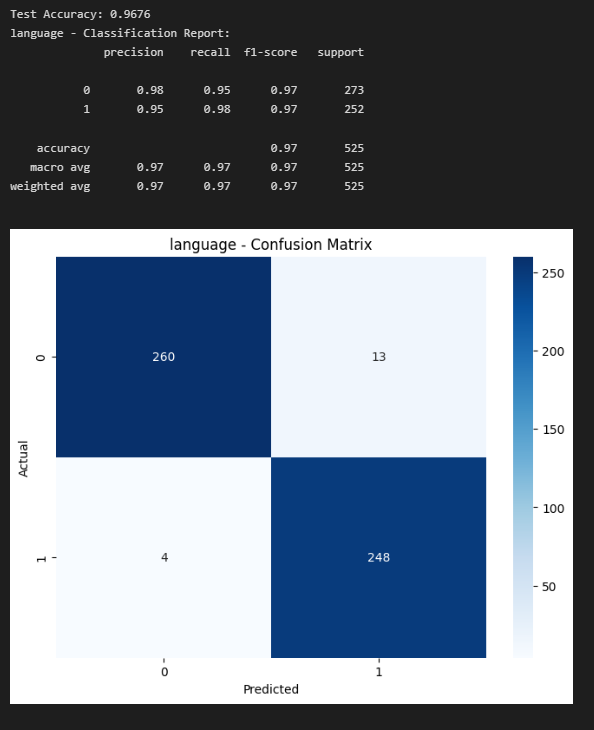 Test Accuracy: 0.9676
language - Classification Report:
precision recall f1-score support
0 0.98 0.95 0.97 273
1 0.95 0.98 0.97 252
accuracy 0.97 525
macro avg 0.97 0.97 0.97 525
weighted avg 0.97 0.97 0.97 525
language - Confusion Matrix
260 13
4 248
0
1
Actual
0 1
Predicted
250
200
150
100
50